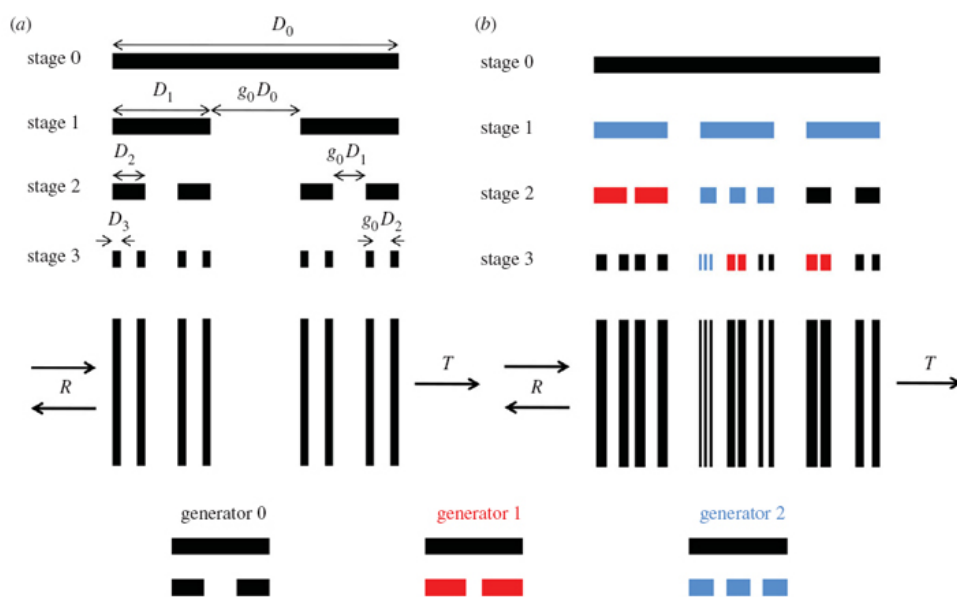 (a)
D₀
stage 0
D₁
g₀D₀
stage 1
D₂
g₀D₁
stage 2
D₃
g₀D₂
stage 3
R
T
(b)
stage 0
stage 1
stage 2
stage 3
R
T
generator 0
generator 1
generator 2